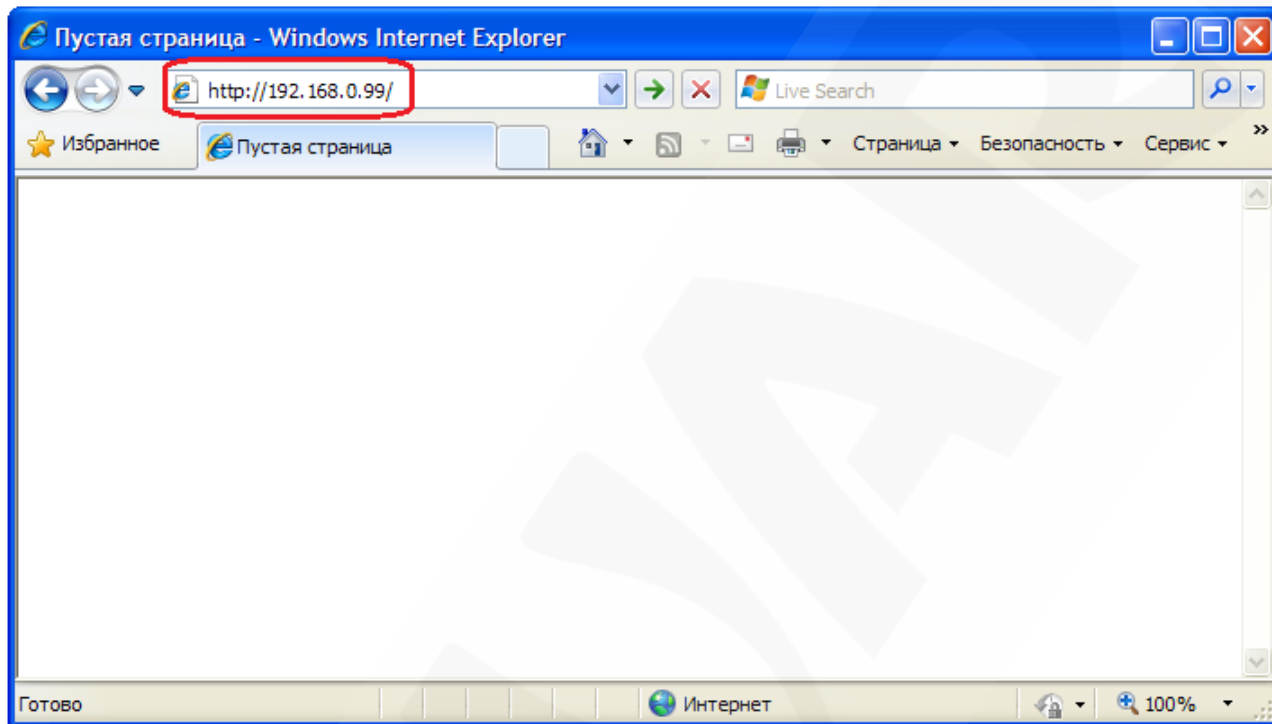 Пустая страница - Windows Internet Explorer
http://192.168.0.99/
Live Search
Избранное
Пустая страница
Страница
Безопасность
Сервис
»
Готово
Интернет
100%